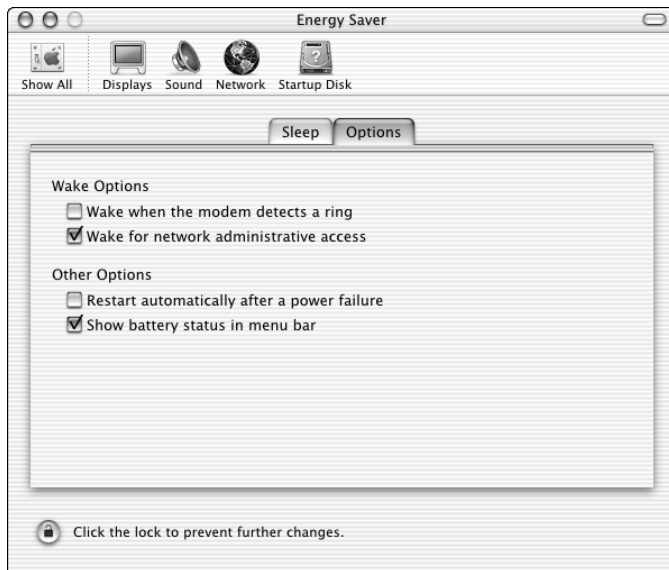 Energy Saver
Show All Displays Sound Network Startup Disk
Sleep Options
Wake Options
Wake when the modem detects a ring
Wake for network administrative access
Other Options
Restart automatically after a power failure
Show battery status in menu bar
Click the lock to prevent further changes.